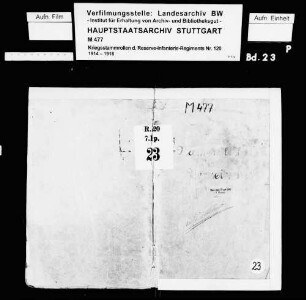 Aufn. Film
Verfilmungsstelle: Landesarchiv BW
- Institut für Erhaltung von Archiv- und Bibliotheksgut -
HAUPTSTAATSARCHIV STUTTGART
M 477
Kriegsstammrollen d. Reserve-Infanterie-Regiments Nr. 120
1914 - 1918
Aufn. Einheit
P
Bd. 23
M 477
R. 20
7. Ip.
23
23